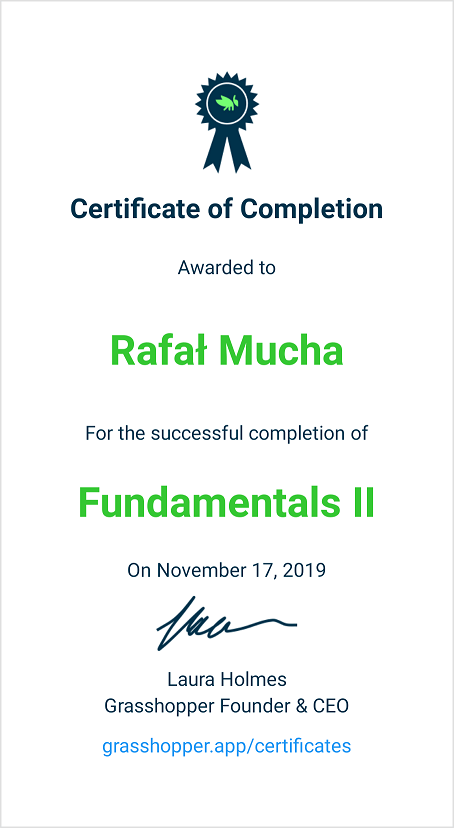 Certificate of Completion
Awarded to
Rafał Mucha
For the successful completion of
Fundamentals II
On November 17, 2019
Laura Holmes
Grasshopper Founder & CEO
grasshopper.app/certificates